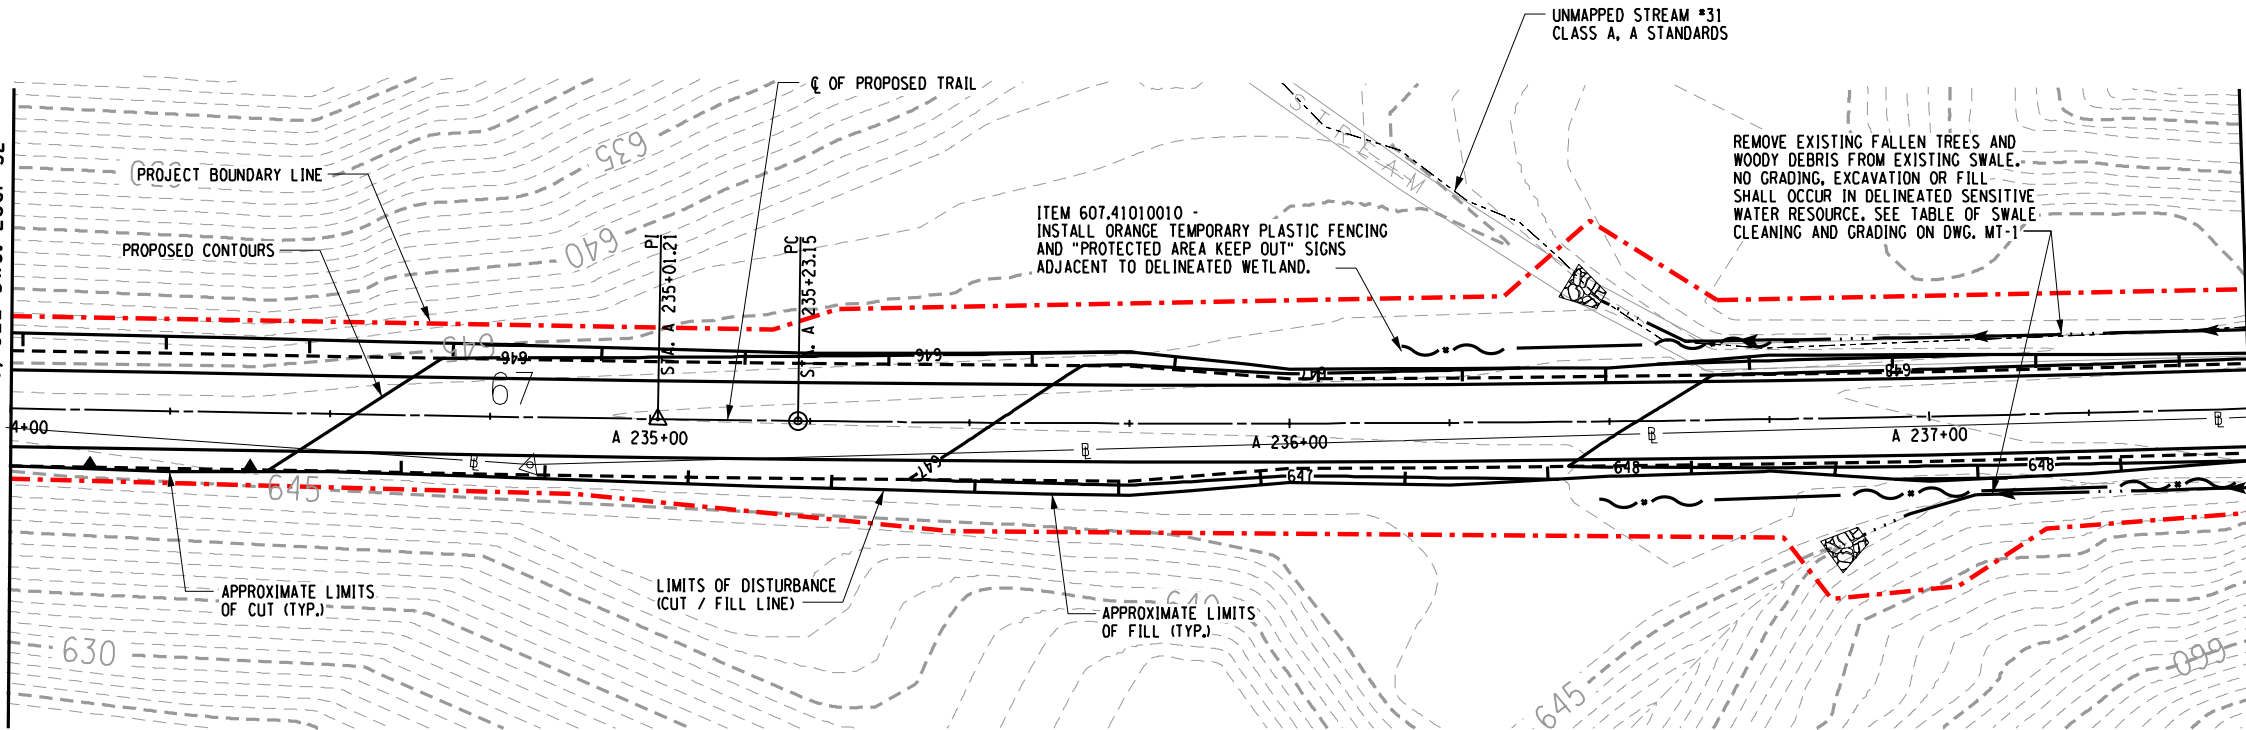 UNMAPPED STREAM *31
CLASS A, A STANDARDS
℄ OF PROPOSED TRAIL
STREAM
REMOVE EXISTING FALLEN TREES AND
WOODY DEBRIS FROM EXISTING SWALE.
NO GRADING, EXCAVATION OR FILL
SHALL OCCUR IN DELINEATED SENSITIVE
WATER RESOURCE. SEE TABLE OF SWALE
CLEANING AND GRADING ON DWG. MT-1
635
630
PROJECT BOUNDARY LINE
PROPOSED CONTOURS
640
PI
STA. A 235+01.21
PC
STA. A 235+23.15
ITEM 607.41010010 -
INSTALL ORANGE TEMPORARY PLASTIC FENCING
AND "PROTECTED AREA KEEP OUT" SIGNS
ADJACENT TO DELINEATED WETLAND.
645
646
646
647
648
67
4+00
A 235+00
A 236+00
A 237+00
645
647
647
648
648
APPROXIMATE LIMITS
OF CUT (TYP.)
LIMITS OF DISTURBANCE
(CUT / FILL LINE)
640
APPROXIMATE LIMITS
OF FILL (TYP.)
630
645
660